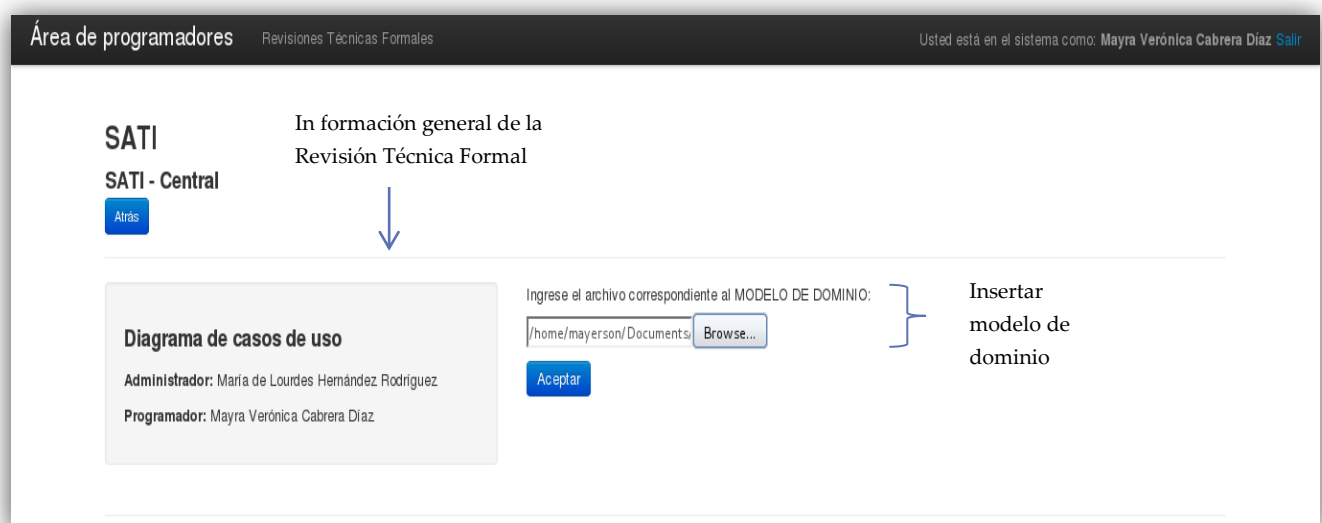 Área de programadores
Revisiones Técnicas Formales
Usted está en el sistema como: Mayra Verónica Cabrera Díaz Salir
SATI
SATI - Central
Atrás
In formación general de la
Revisión Técnica Formal
Diagrama de casos de uso
Administrador: María de Lourdes Hernández Rodríguez
Programador: Mayra Verónica Cabrera Díaz
Ingrese el archivo correspondiente al MODELO DE DOMINIO:
/home/mayerson/Documents/
Browse...
Aceptar
Insertar
modelo de
dominio